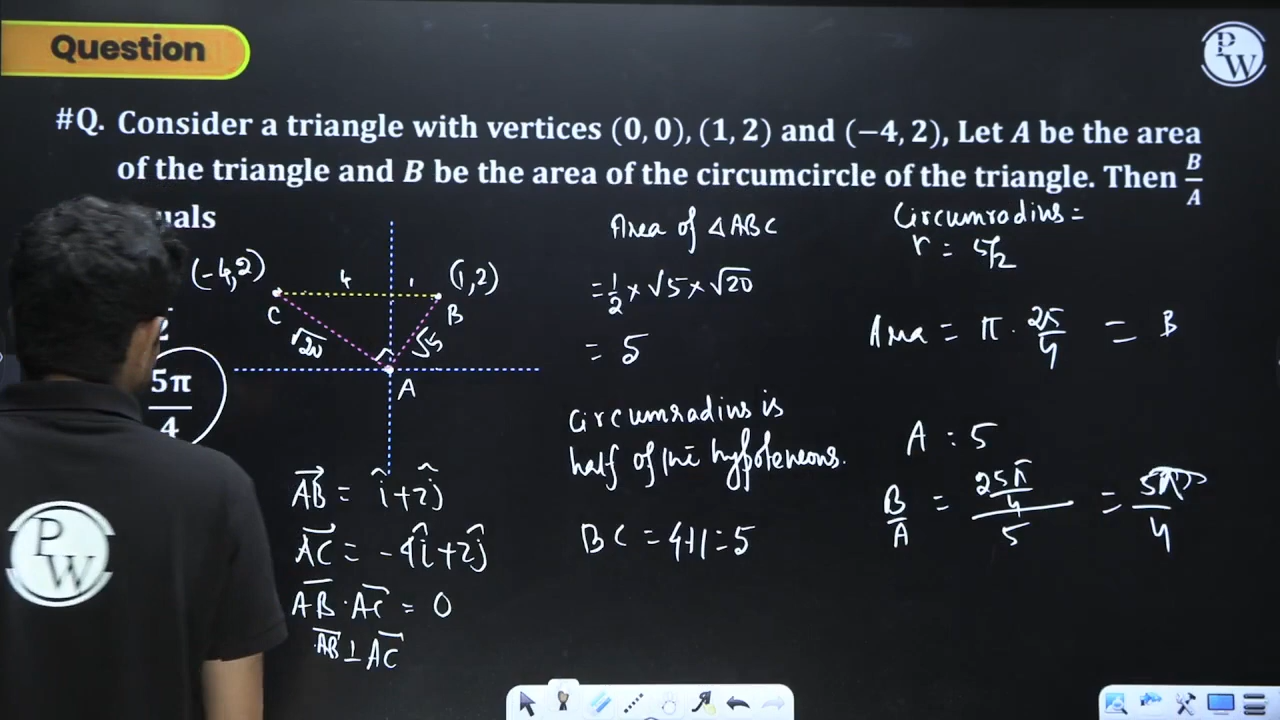 Question
PW
#Q. Consider a triangle with vertices (0, 0), (1, 2) and (−4, 2), Let A be the area
of the triangle and B be the area of the circumcircle of the triangle. Then B/A
uals
5π/4
(-4,2)
4
1
(1,2)
C
B
√20
√5
A
AB = î+2ĵ
AC = -4î+2ĵ
AB · AC = 0
AB ⊥ AC
Area of △ABC
= 1/2 × √5 × √20
= 5
Circumradius is
half of
BC = 4+1 = 5
Circumradius =
r = 5/2
Area = π · 25/4 = B
A : 5
B/A = (25π/4)/5 = 5π/4
PW